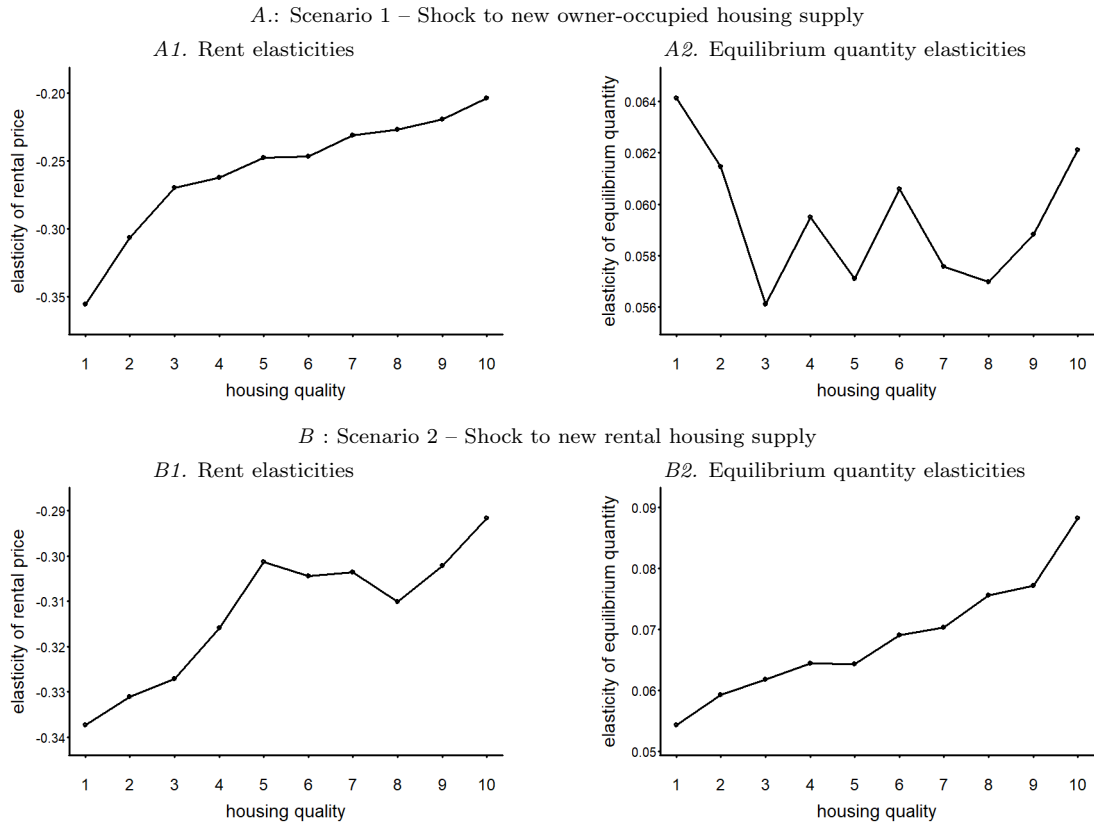 A.: Scenario 1 – Shock to new owner-occupied housing supply
A1. Rent elasticities
elasticity of rental price
-0.20
-0.25
-0.30
-0.35
1 2 3 4 5 6 7 8 9 10
housing quality
A2. Equilibrium quantity elasticities
elasticity of equilibrium quantity
0.064
0.062
0.060
0.058
0.056
1 2 3 4 5 6 7 8 9 10
housing quality
B : Scenario 2 – Shock to new rental housing supply
B1. Rent elasticities
elasticity of rental price
-0.29
-0.30
-0.31
-0.32
-0.33
-0.34
1 2 3 4 5 6 7 8 9 10
housing quality
B2. Equilibrium quantity elasticities
elasticity of equilibrium quantity
0.09
0.08
0.07
0.06
0.05
1 2 3 4 5 6 7 8 9 10
housing quality